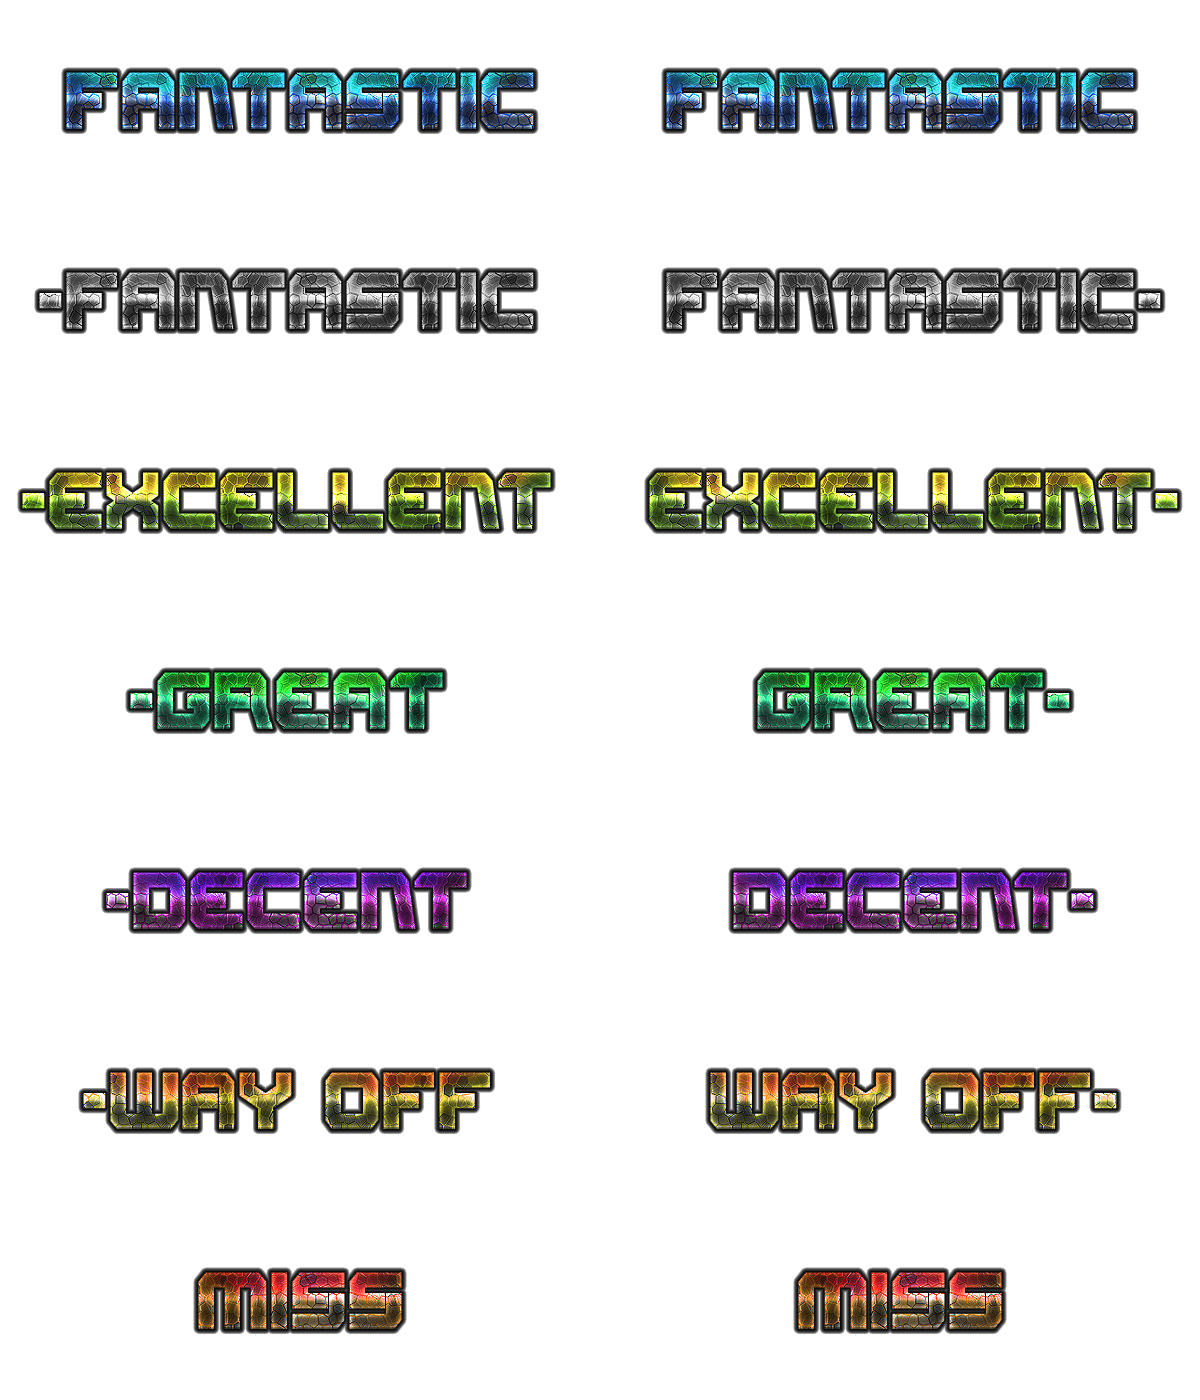 FANTASTIC FANTASTIC
-FANTASTIC FANTASTIC-
-EXCELLENT EXCELLENT-
-GREAT GREAT-
-DECENT DECENT-
-WAY OFF WAY OFF-
MISS MISS